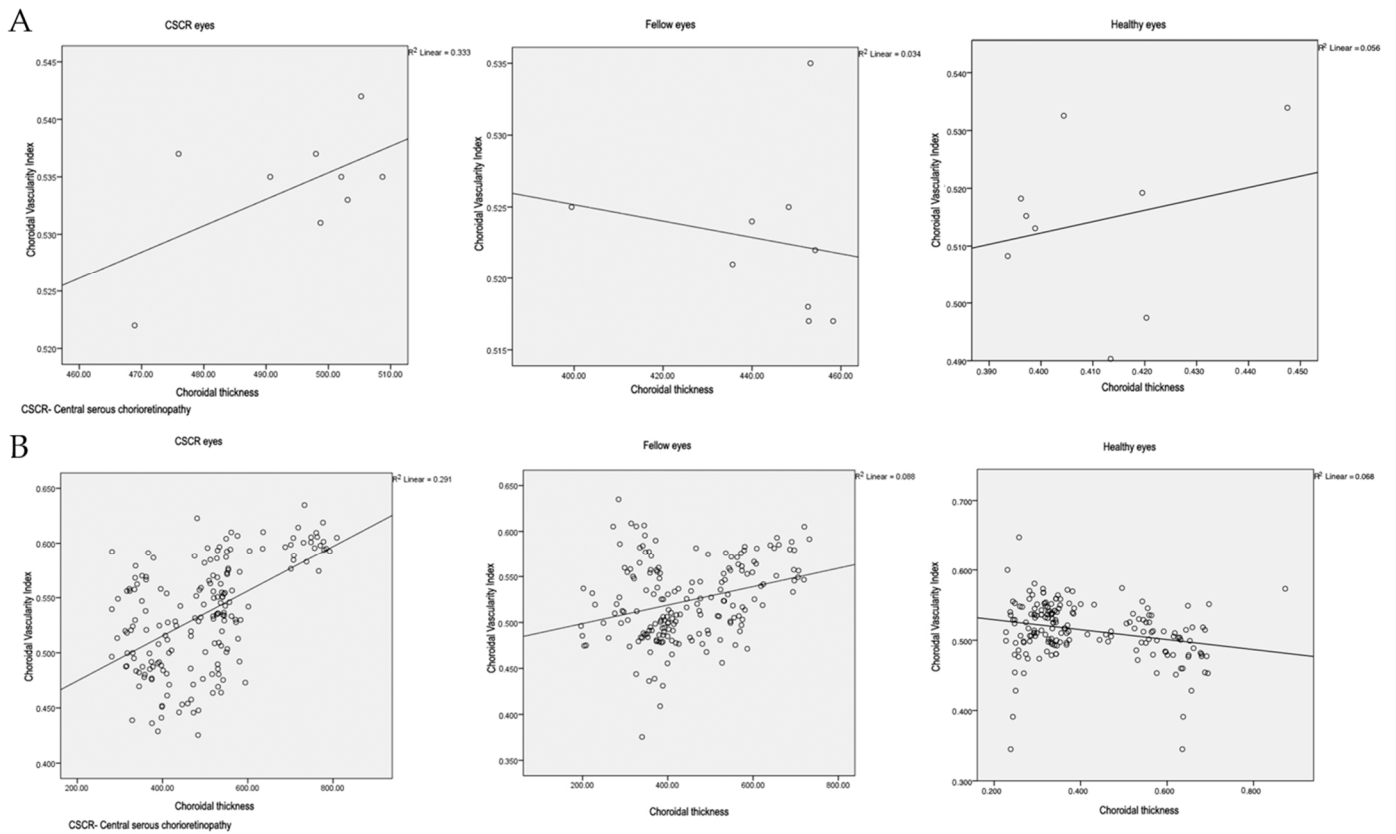 A
CSCR eyes
R² Linear = 0.333
0.545
0.540
0.535
0.530
0.525
0.520
Choroidal Vascularity Index
460.00 470.00 480.00 490.00 500.00 510.00
Choroidal thickness
CSCR- Central serous chorioretinopathy
Fellow eyes
R² Linear = 0.034
0.535
0.530
0.525
0.520
0.515
Choroidal Vascularity Index
400.00 420.00 440.00 460.00
Choroidal thickness
Healthy eyes
R² Linear = 0.056
0.540
0.530
0.520
0.510
0.500
0.490
Choroidal Vascularity Index
0.390 0.400 0.410 0.420 0.430 0.440 0.450
Choroidal thickness
B
CSCR eyes
R² Linear = 0.291
0.650
0.600
0.550
0.500
0.450
0.400
Choroidal Vascularity Index
200.00 400.00 600.00 800.00
Choroidal thickness
CSCR- Central serous chorioretinopathy
Fellow eyes
R² Linear = 0.088
0.650
0.600
0.550
0.500
0.450
0.400
0.350
Choroidal Vascularity Index
200.00 400.00 600.00 800.00
Choroidal thickness
Healthy eyes
R² Linear = 0.068
0.700
0.600
0.500
0.400
0.300
Choroidal Vascularity Index
0.200 0.400 0.600 0.800
Choroidal thickness